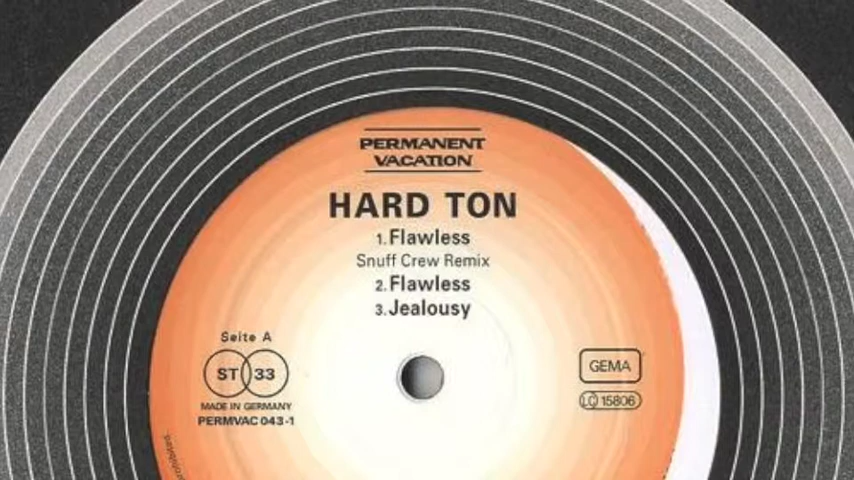 PERMANENT
VACATION
HARD TON
1. Flawless
Snuff Crew Remix
2. Flawless
3. Jealousy
Seite A
ST 33
MADE IN GERMANY
PERMVAC 043-1
GEMA
LC 15806
prohibited.